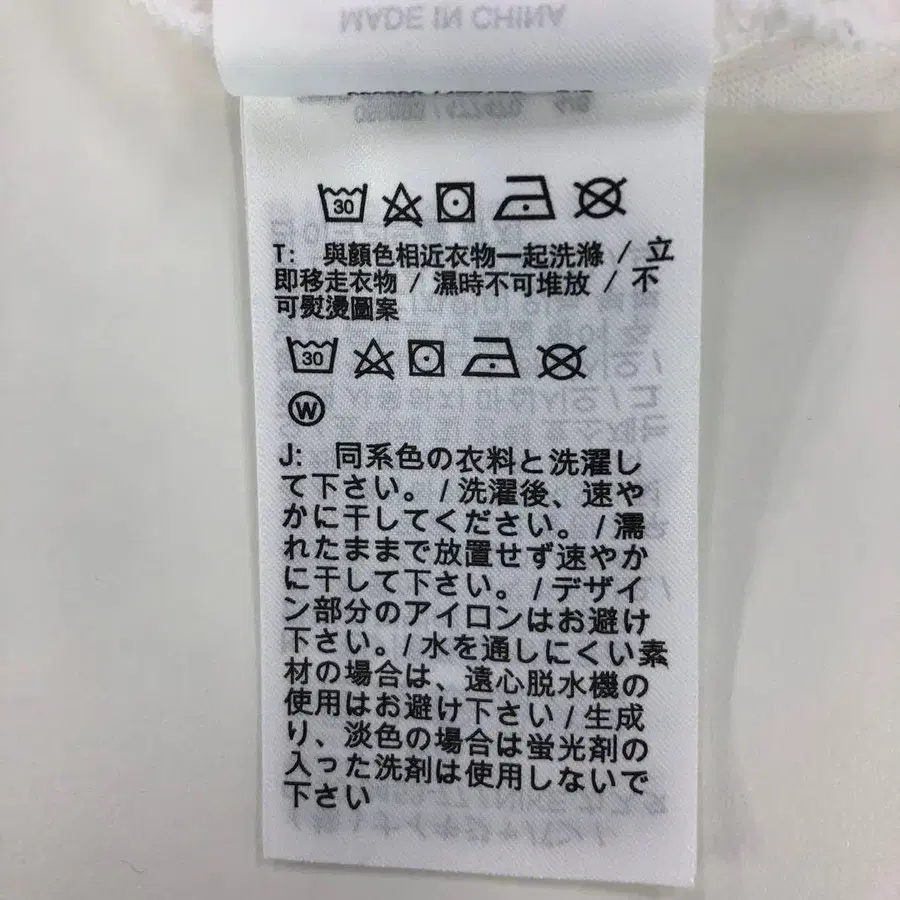 MADE IN CHINA
30
T: 與顏色相近衣物一起洗滌 / 立
即移走衣物 / 濕時不可堆放 / 不
可熨燙圖案
30
W
J: 同系色の衣料と洗濯し
て下さい。/ 洗濯後、速や
かに干してください。/ 濡
れたままで放置せず速やか
に干して下さい。/ デザイ
ン部分のアイロンはお避け
下さい。/ 水を通しにくい素
材の場合は、遠心脱水機の
使用はお避け下さい / 生成
り、淡色の場合は蛍光剤の
入った洗剤は使用しないで
下さい